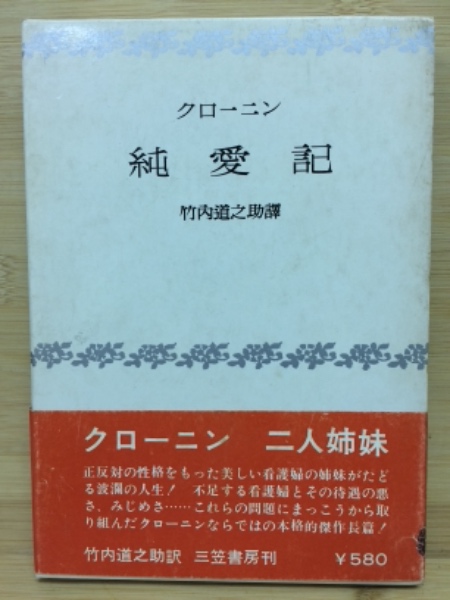 クローニン
純愛記
竹内道之助譯
クローニン 二人姉妹
正反対の性格をもった美しい看護婦の姉妹がたど
る波瀾の人生! 不足する看護婦とその待遇の悪
さ、みじめさ……これらの問題にまっこうから取
り組んだクローニンならではの本格的傑作長篇!
竹内道之助訳 三笠書房刊 ¥580